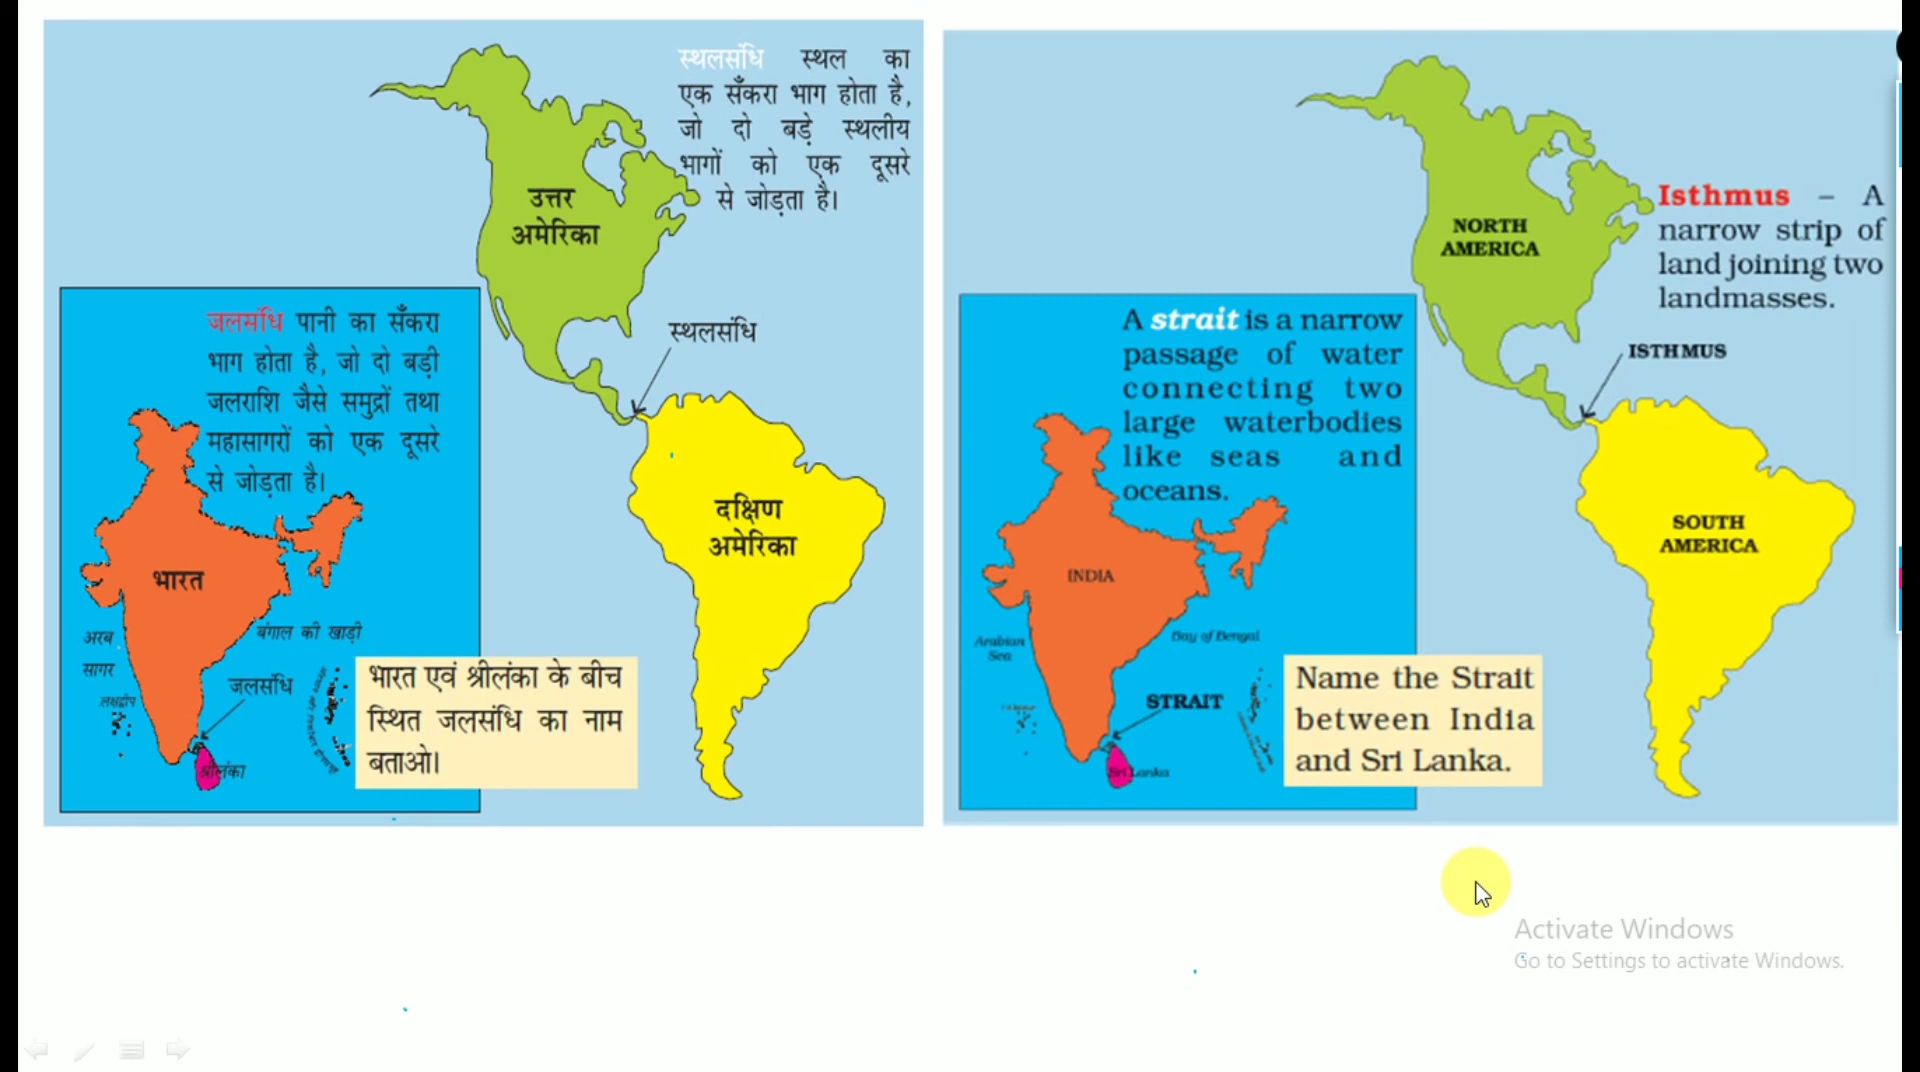 स्थलसंधि स्थल का
एक सँकरा भाग होता है,
जो दो बड़े स्थलीय
भागों को एक दूसरे
से जोड़ता है।
उत्तर
अमेरिका
स्थलसंधि
दक्षिण
अमेरिका
जलसंधि पानी का सँकरा
भाग होता है, जो दो बड़ी
जलराशि जैसे समुद्रों तथा
महासागरों को एक दूसरे
से जोड़ता है।
भारत
अरब
सागर
बंगाल की खाड़ी
लक्षद्वीप
जलसंधि
श्रीलंका
भारत एवं श्रीलंका के बीच
स्थित जलसंधि का नाम
बताओ।
Isthmus – A
narrow strip of
land joining two
landmasses.
NORTH
AMERICA
ISTHMUS
SOUTH
AMERICA
A strait is a narrow
passage of water
connecting two
large waterbodies
like seas and
oceans.
INDIA
Arabian
Sea
Bay of Bengal
STRAIT
Sri Lanka
Name the Strait
between India
and Sri Lanka.
Activate Windows
Go to Settings to activate Windows.